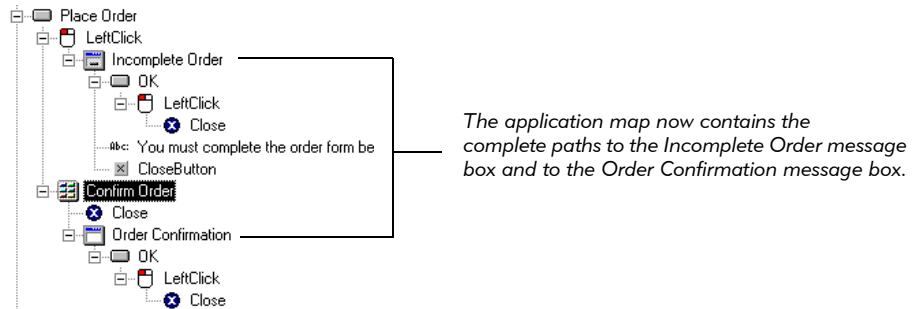 Place Order
LeftClick
Incomplete Order
OK
LeftClick
Close
Abc: You must complete the order form be
CloseButton
Confirm Order
Close
Order Confirmation
OK
LeftClick
Close
The application map now contains the
complete paths to the Incomplete Order message
box and to the Order Confirmation message box.